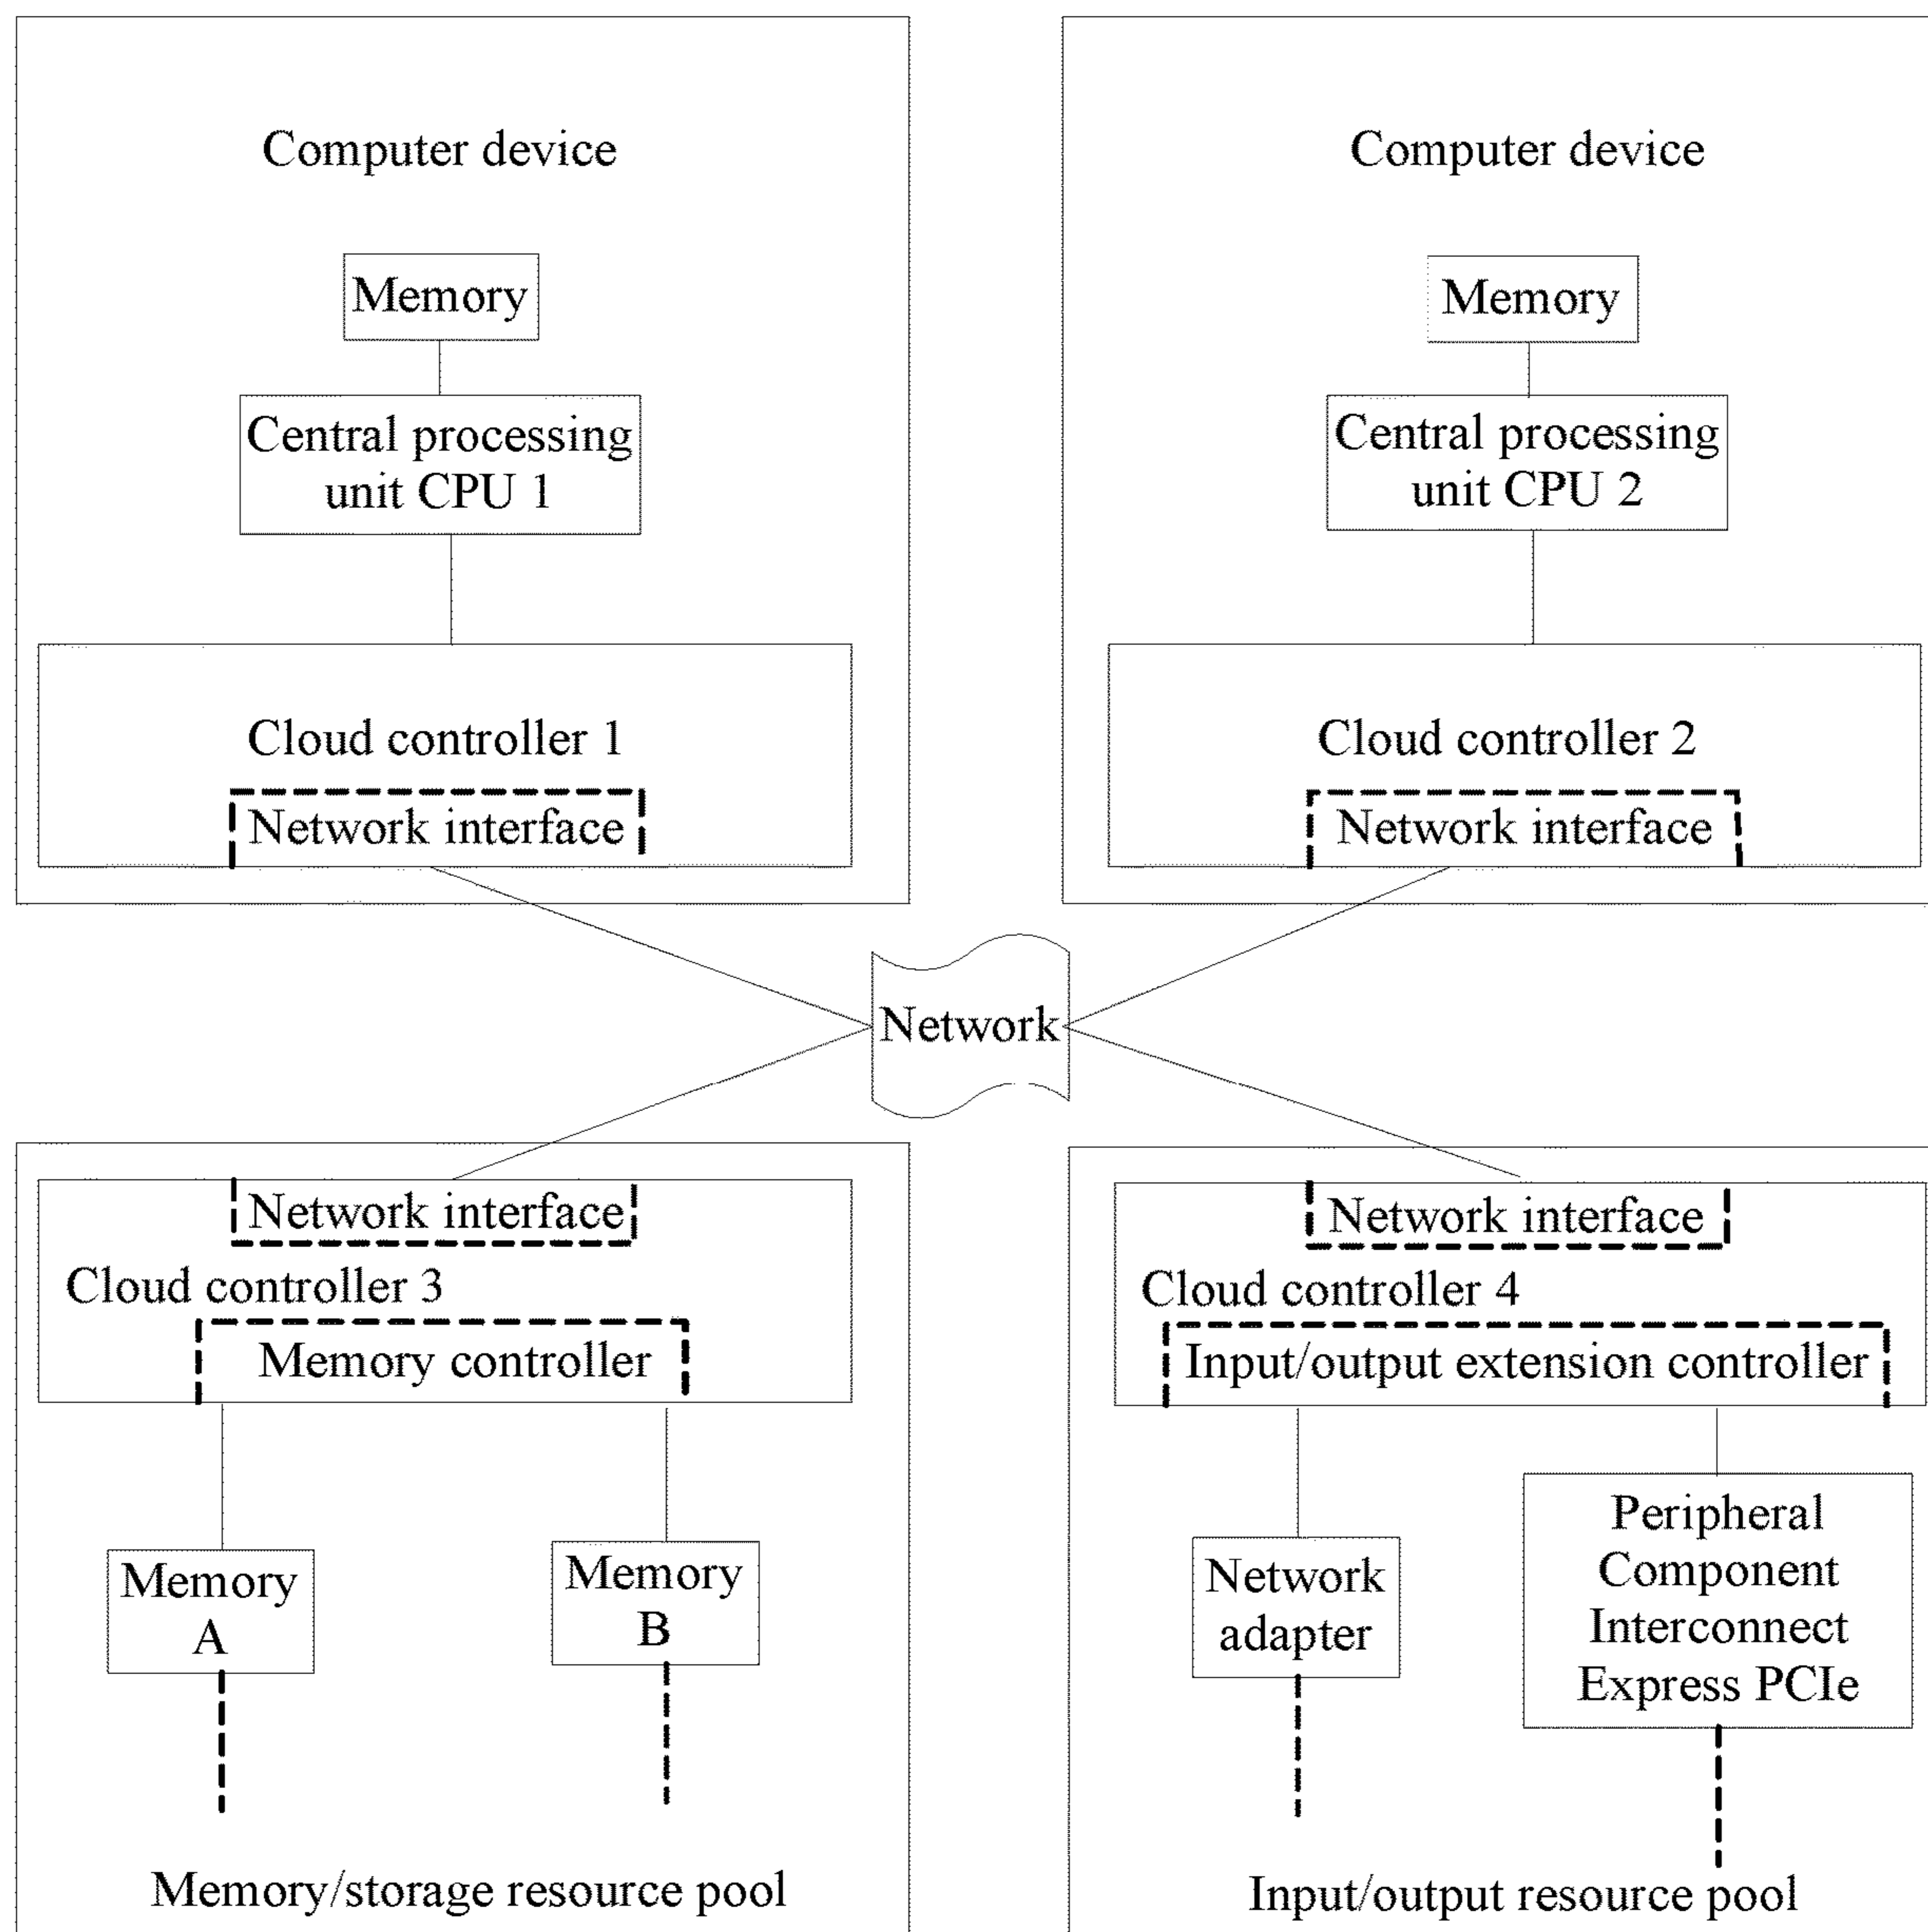 Computer device
Memory
Central processing
unit CPU 1
Cloud controller 1
Network interface
Computer device
Memory
Central processing
unit CPU 2
Cloud controller 2
Network interface
Network
Network interface
Cloud controller 3
Memory controller
Memory
A
Memory
B
Memory/storage resource pool
Network interface
Cloud controller 4
Input/output extension controller
Network
adapter
Peripheral
Component
Interconnect
Express PCIe
Input/output resource pool